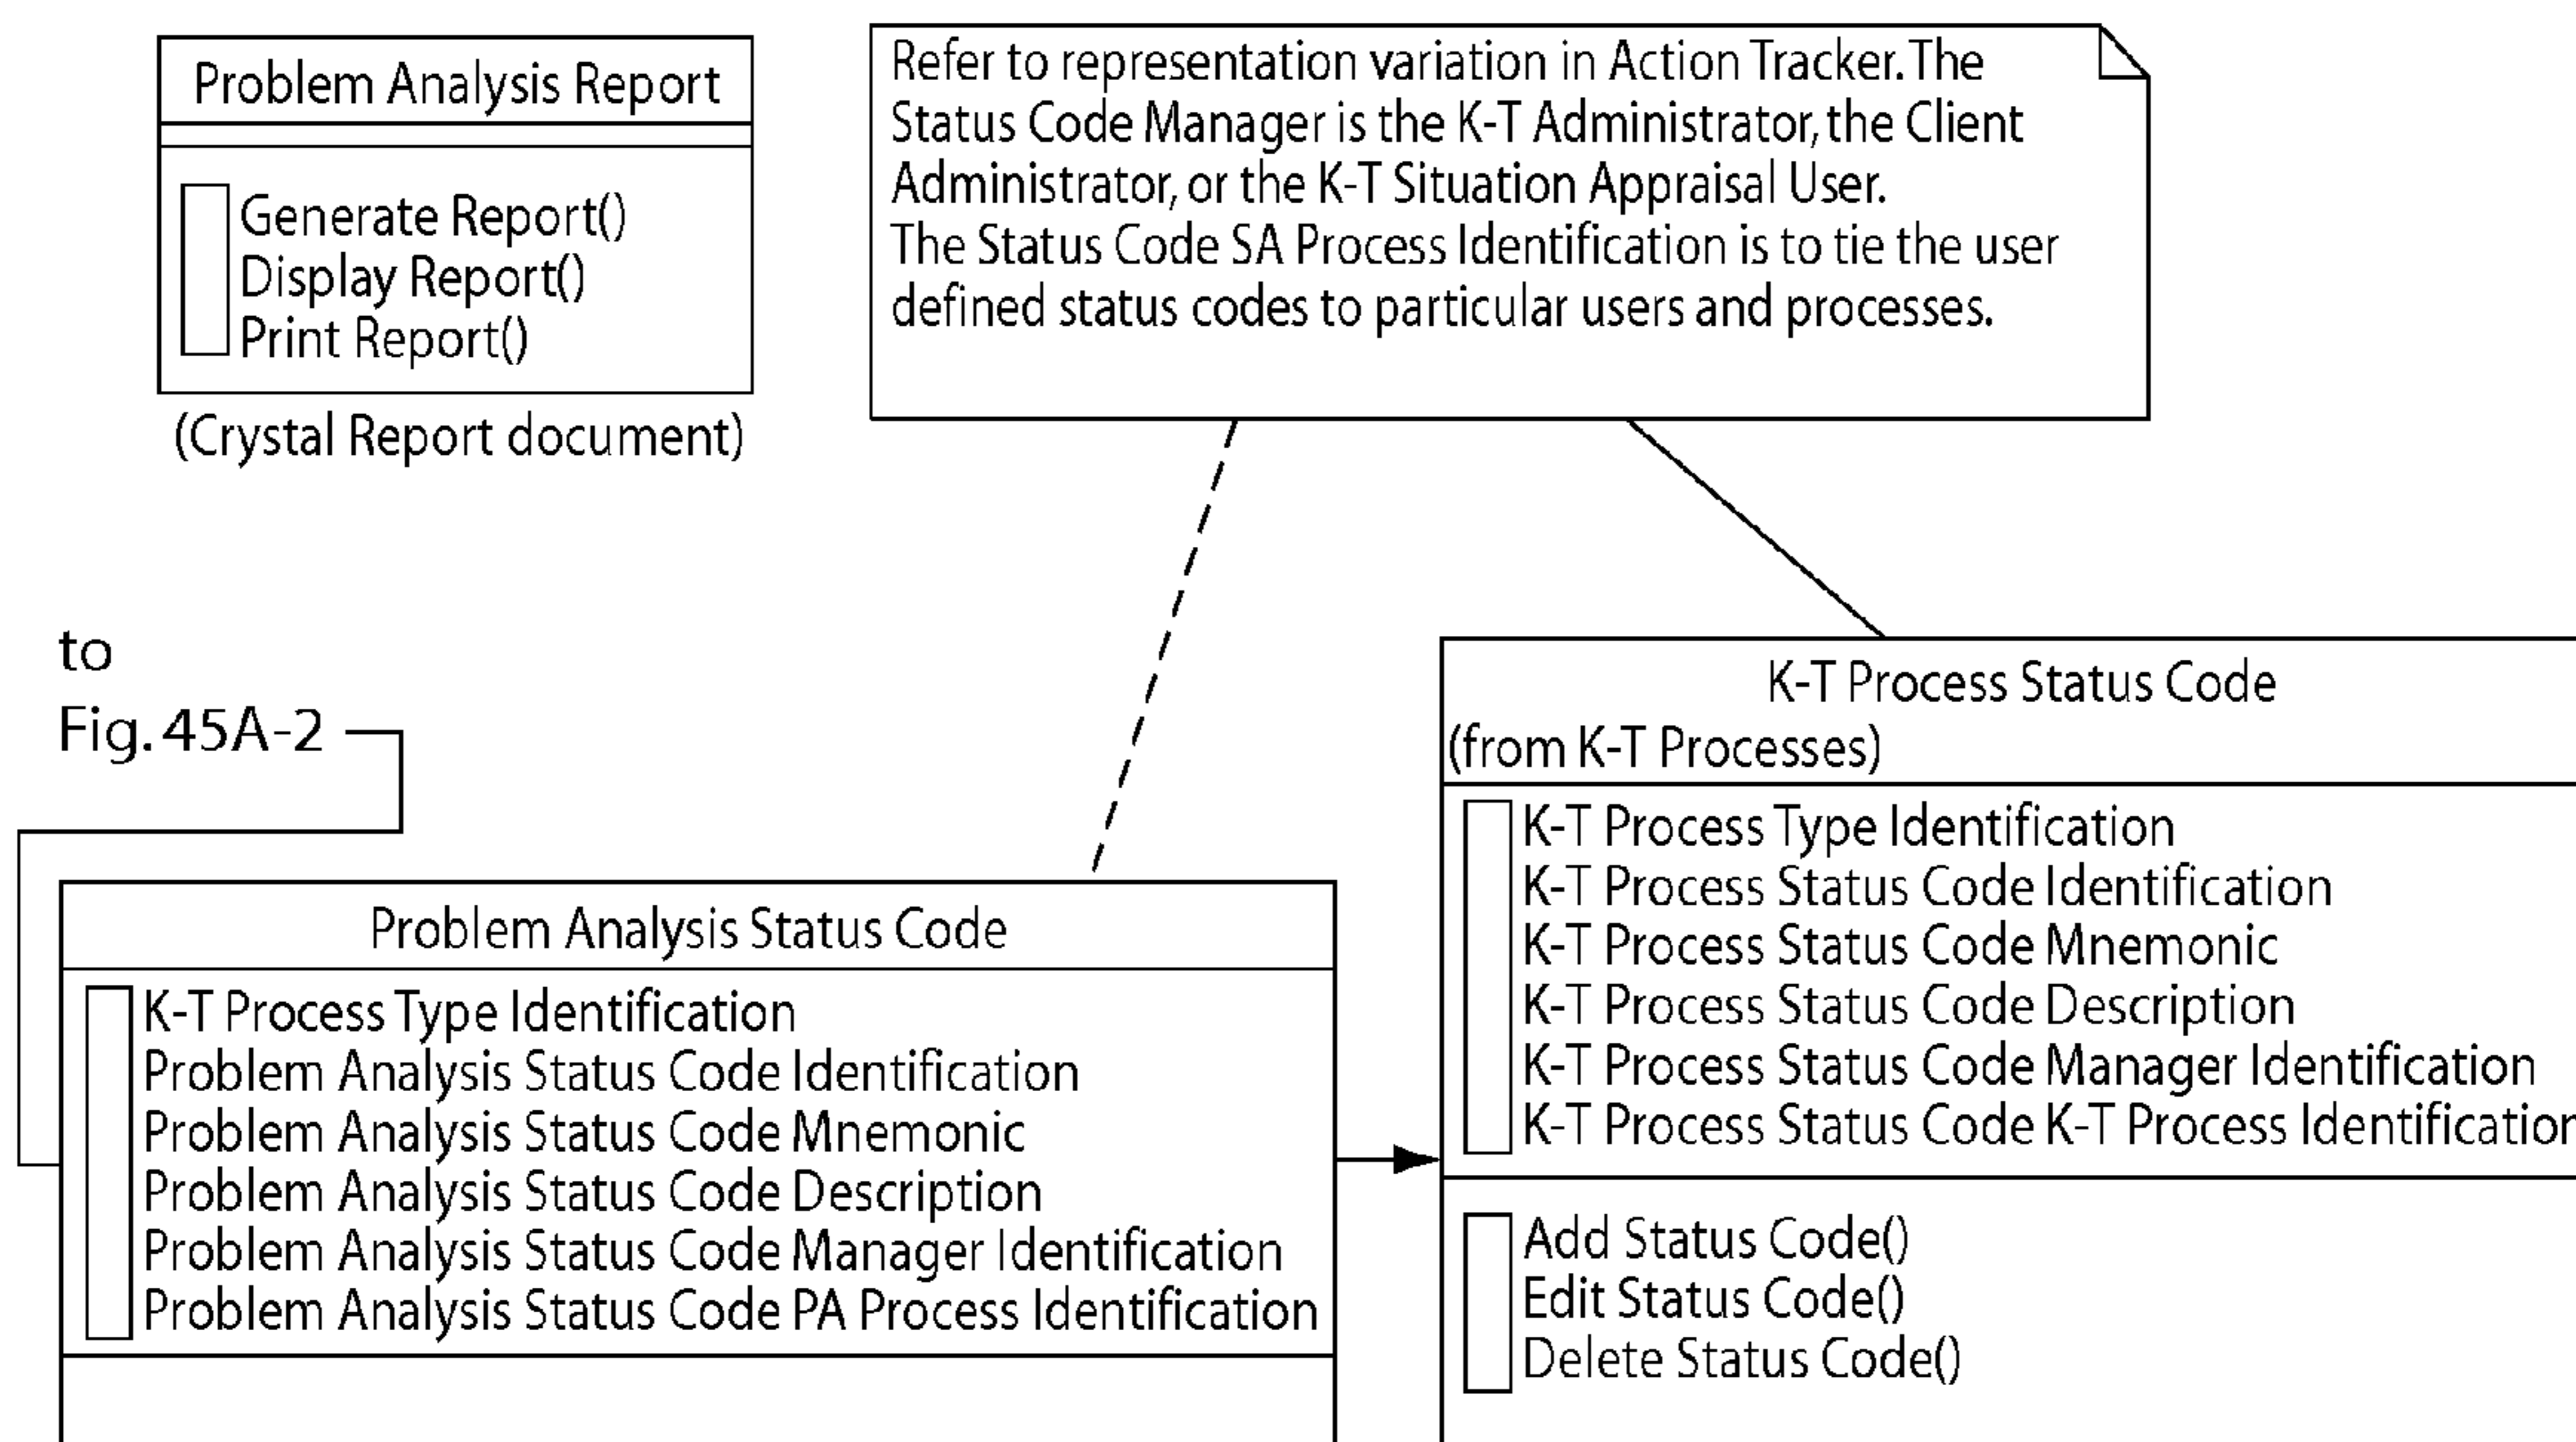 Problem Analysis Report
Generate Report()
Display Report()
Print Report()
(Crystal Report document)
Refer to representation variation in Action Tracker. The
Status Code Manager is the K-T Administrator, the Client
Administrator, or the K-T Situation Appraisal User.
The Status Code SA Process Identification is to tie the user
defined status codes to particular users and processes.
to
Fig. 45A-2
Problem Analysis Status Code
K-T Process Type Identification
Problem Analysis Status Code Identification
Problem Analysis Status Code Mnemonic
Problem Analysis Status Code Description
Problem Analysis Status Code Manager Identification
Problem Analysis Status Code PA Process Identification
K-T Process Status Code
(from K-T Processes)
K-T Process Type Identification
K-T Process Status Code Identification
K-T Process Status Code Mnemonic
K-T Process Status Code Description
K-T Process Status Code Manager Identification
K-T Process Status Code K-T Process Identification
Add Status Code()
Edit Status Code()
Delete Status Code()